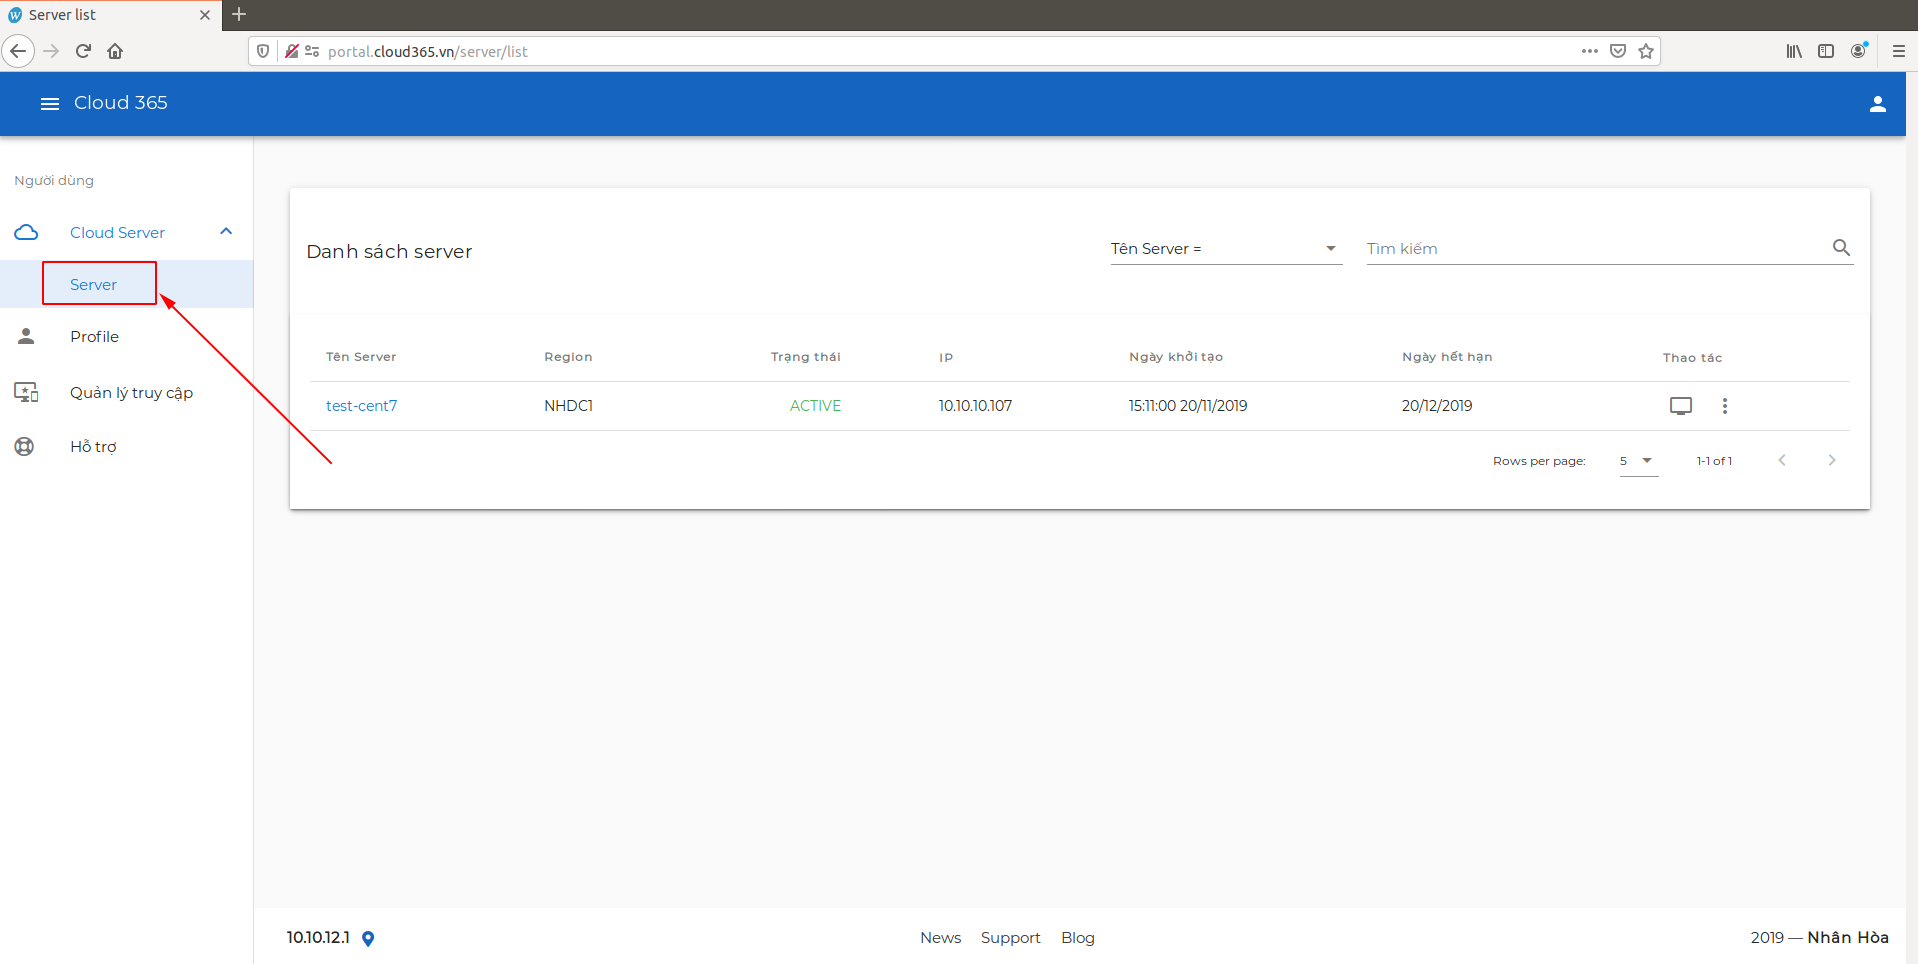 Server list
portal.cloud365.vn/server/list
Cloud 365
Người dùng
Cloud Server
Server
Profile
Quản lý truy cập
Hỗ trợ
Danh sách server
Tên Server =
Tìm kiếm
Tên Server Region Trạng thái IP Ngày khởi tạo Ngày hết hạn Thao tác
test-cent7 NHDC1 ACTIVE 10.10.10.107 15:11:00 20/11/2019 20/12/2019
Rows per page: 5 1-1 of 1
10.10.12.1 News Support Blog 2019 — Nhân Hòa